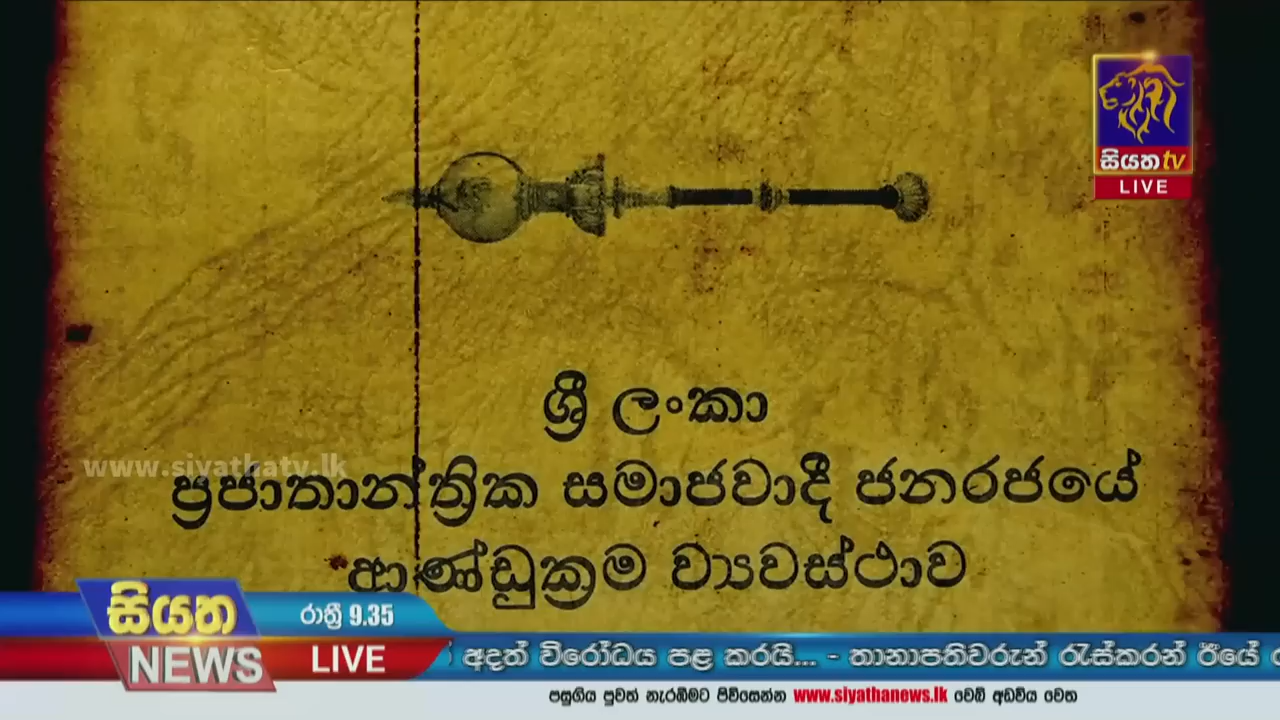 සියත tv
LIVE
ශ්‍රී ලංකා
www.siyathatv.lk
ප්‍රජාතාන්ත්‍රික සමාජවාදී ජනරජයේ
ආණ්ඩුක්‍රම ව්‍යවස්ථාව
සියත
NEWS
රාත්‍රී 9.35
LIVE
අදත් විරෝධය පළ කරයි... - තානාපතිවරුන් රැස්කරන් ඊයේ
පසුගිය පුවත් නැරඹීමට පිවිසෙන්න www.siyathanews.lk වෙබ් අඩවිය වෙත